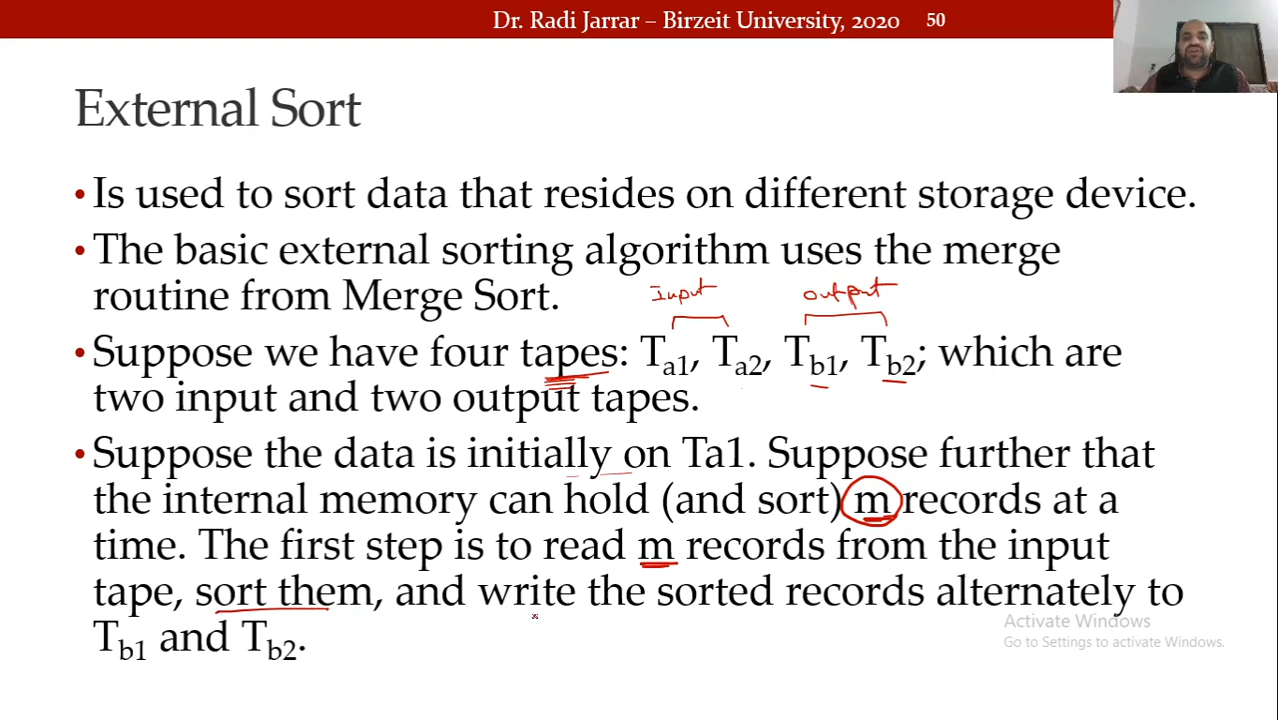 Dr. Radi Jarrar – Birzeit University, 2020 50
External Sort
• Is used to sort data that resides on different storage device.
• The basic external sorting algorithm uses the merge
routine from Merge Sort.
Input output
• Suppose we have four tapes: Ta1, Ta2, Tb1, Tb2; which are
two input and two output tapes.
• Suppose the data is initially on Ta1. Suppose further that
the internal memory can hold (and sort) m records at a
time. The first step is to read m records from the input
tape, sort them, and write the sorted records alternately to
Tb1 and Tb2.
Activate Windows
Go to Settings to activate Windows.